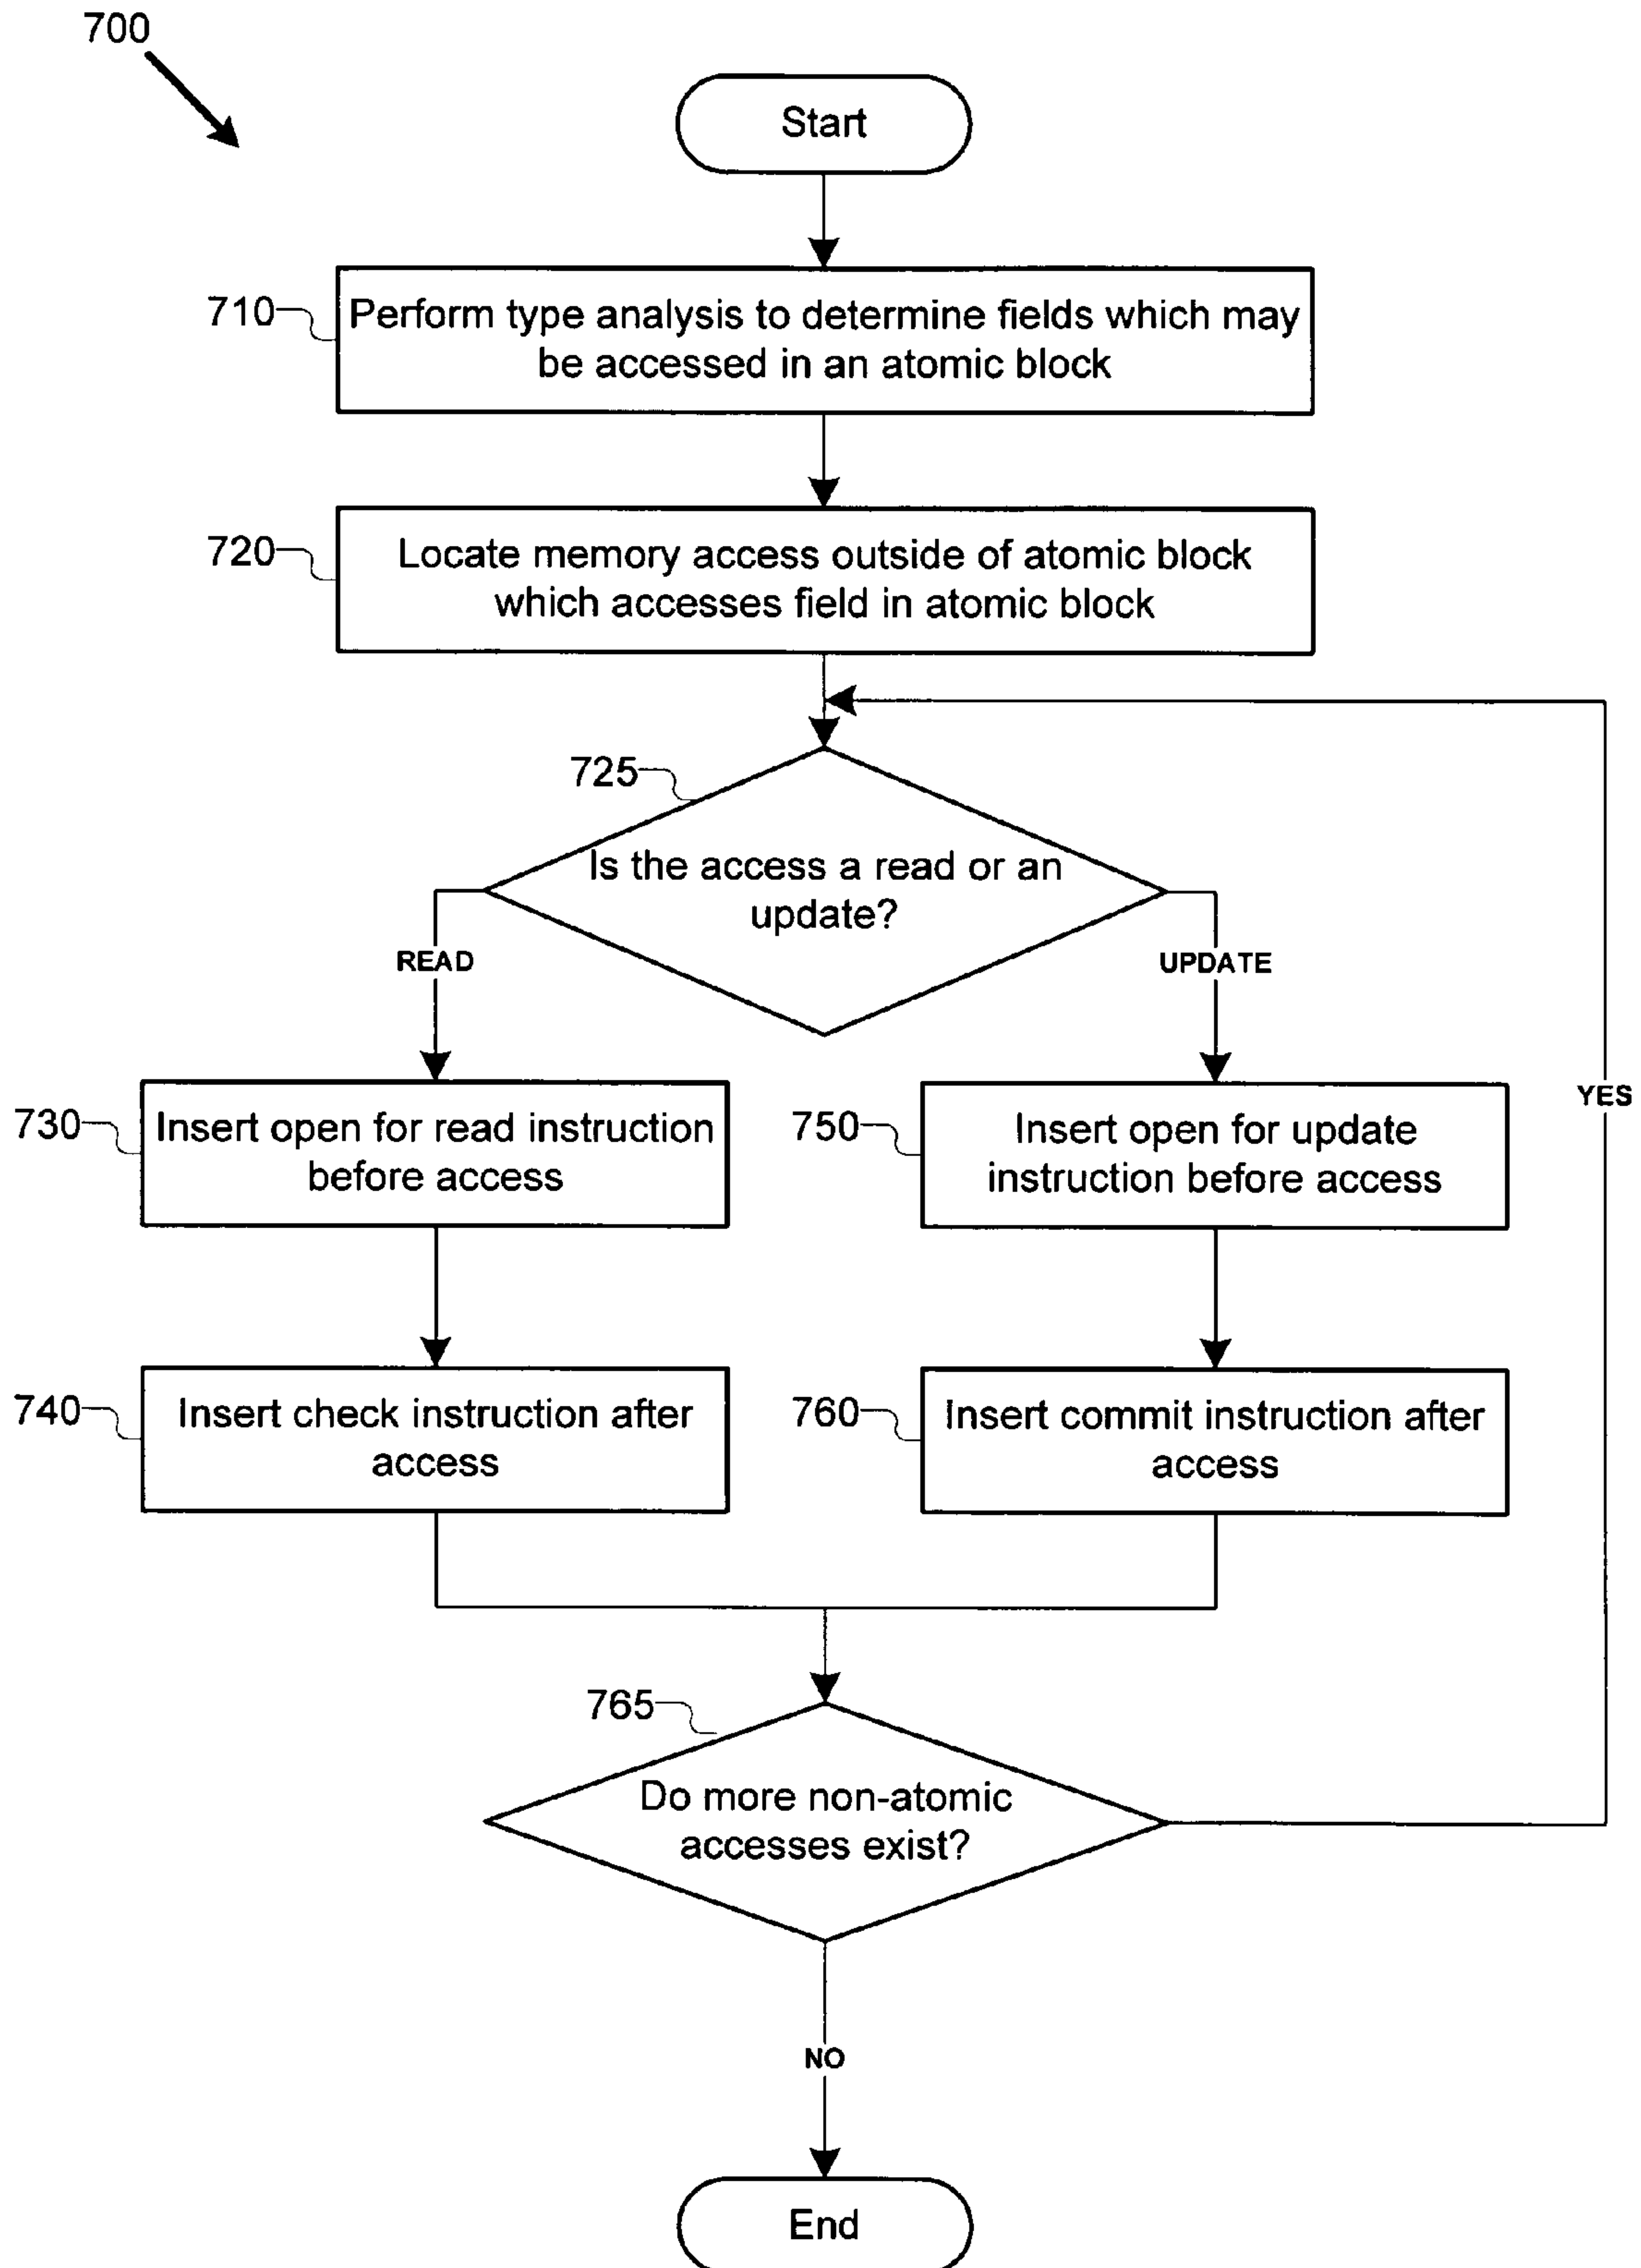 700
Start
710
Perform type analysis to determine fields which may
be accessed in an atomic block
720
Locate memory access outside of atomic block
which accesses field in atomic block
725
Is the access a read or an
update?
READ
UPDATE
YES
730
Insert open for read instruction
before access
750
Insert open for update
instruction before access
740
Insert check instruction after
access
760
Insert commit instruction after
access
765
Do more non-atomic
accesses exist?
NO
End